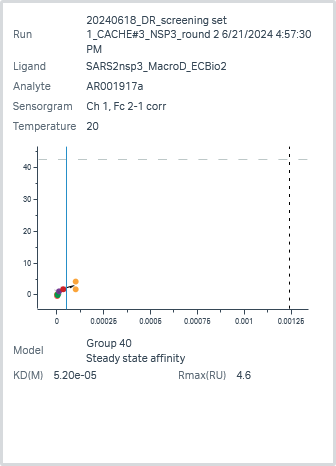 20240618_DR_screening set
Run 1_CACHE#3_NSP3_round 2 6/21/2024 4:57:30
PM
Ligand SARS2nsp3_MacroD_ECBio2
Analyte AR001917a
Sensorgram Ch 1, Fc 2-1 corr
Temperature 20
40
30
20
10
0
0 0.00025 0.0005 0.00075 0.001 0.00125
Group 40
Model
Steady state affinity
KD(M) 5.20e-05 Rmax(RU) 4.6